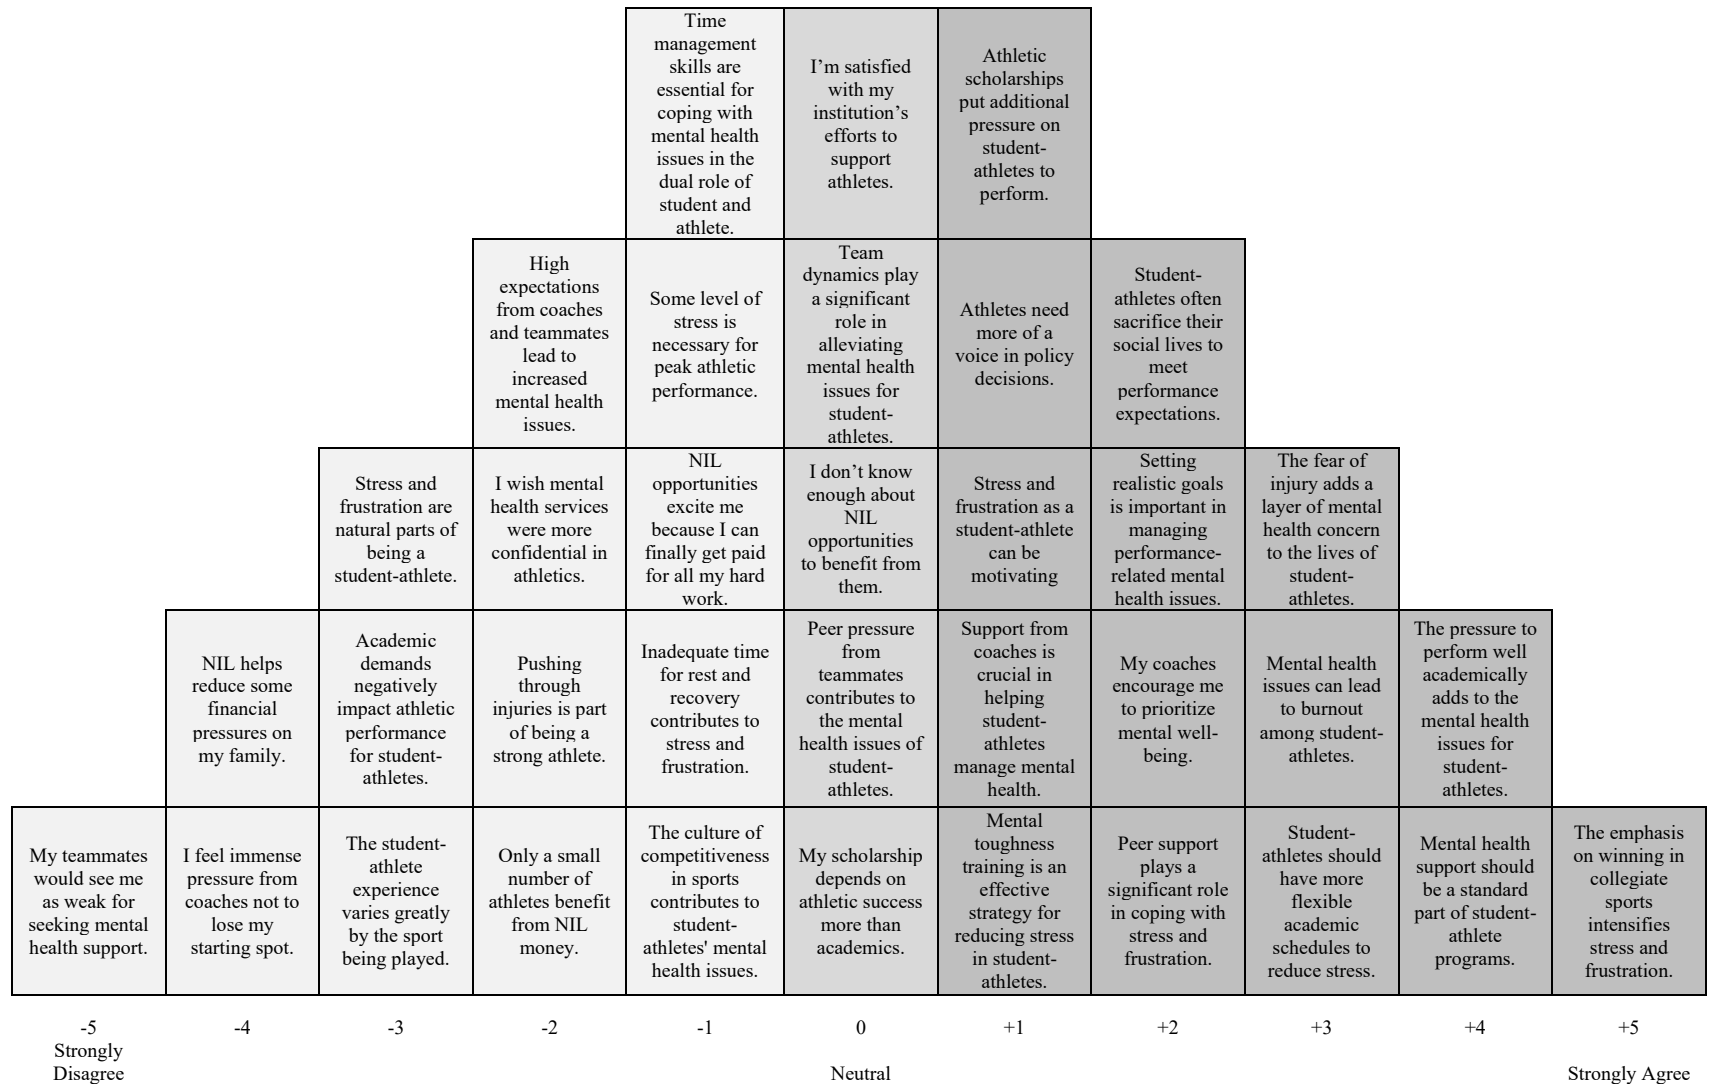 Time
management
skills are
essential for
coping with
mental health
issues in the
dual role of
student and
athlete.
I’m satisfied
with my
institution’s
efforts to
support
athletes.
Athletic
scholarships
put additional
pressure on
student-
athletes to
perform.
High
expectations
from coaches
and teammates
lead to
increased
mental health
issues.
Some level of
stress is
necessary for
peak athletic
performance.
Team
dynamics play
a significant
role in
alleviating
mental health
issues for
student-
athletes.
Athletes need
more of a
voice in policy
decisions.
Student-
athletes often
sacrifice their
social lives to
meet
performance
expectations.
Stress and
frustration are
natural parts of
being a
student-athlete.
I wish mental
health services
were more
confidential in
athletics.
NIL
opportunities
excite me
because I can
finally get paid
for all my hard
work.
I don’t know
enough about
NIL
opportunities
to benefit from
them.
Stress and
frustration as a
student-athlete
can be
motivating
Setting
realistic goals
is important in
managing
performance-
related mental
health issues.
The fear of
injury adds a
layer of mental
health concern
to the lives of
student-
athletes.
NIL helps
reduce some
financial
pressures on
my family.
Academic
demands
negatively
impact athletic
performance
for student-
athletes.
Pushing
through
injuries is part
of being a
strong athlete.
Inadequate time
for rest and
recovery
contributes to
stress and
frustration.
Peer pressure
from
teammates
contributes to
the mental
health issues of
student-
athletes.
Support from
coaches is
crucial in
helping
student-
athletes
manage mental
health.
My coaches
encourage me
to prioritize
mental well-
being.
Mental health
issues can lead
to burnout
among student-
athletes.
The pressure to
perform well
academically
adds to the
mental health
issues for
student-
athletes.
My teammates
would see me
as weak for
seeking mental
health support.
I feel immense
pressure from
coaches not to
lose my
starting spot.
The student-
athlete
experience
varies greatly
by the sport
being played.
Only a small
number of
athletes benefit
from NIL
money.
The culture of
competitiveness
in sports
contributes to
student-
athletes' mental
health issues.
My scholarship
depends on
athletic success
more than
academics.
Mental
toughness
training is an
effective
strategy for
reducing stress
in student-
athletes.
Peer support
plays a
significant role
in coping with
stress and
frustration.
Student-
athletes should
have more
flexible
academic
schedules to
reduce stress.
Mental health
support should
be a standard
part of student-
athlete
programs.
The emphasis
on winning in
collegiate
sports
intensifies
stress and
frustration.
-5 -4 -3 -2 -1 0 +1 +2 +3 +4 +5
Strongly
Disagree
Neutral
Strongly Agree